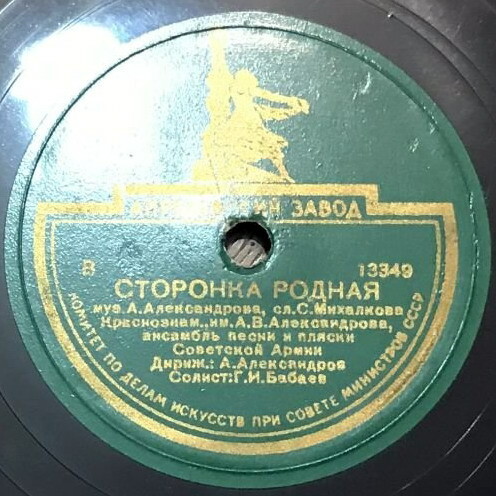 ЗАВОД
В 13349
СТОРОНКА РОДНАЯ
муз.А.Александрова, сл.С.Михалкова
Краснознам.,им.А.В.Александрова,
ансамбль песни и пляски
Советской Армии
Дириж.: А.Александров
Солист:Г.И.Бабаев
КОМИТЕТ ПО ДЕЛАМ ИСКУССТВ ПРИ СОВЕТЕ МИНИСТРОВ СССР